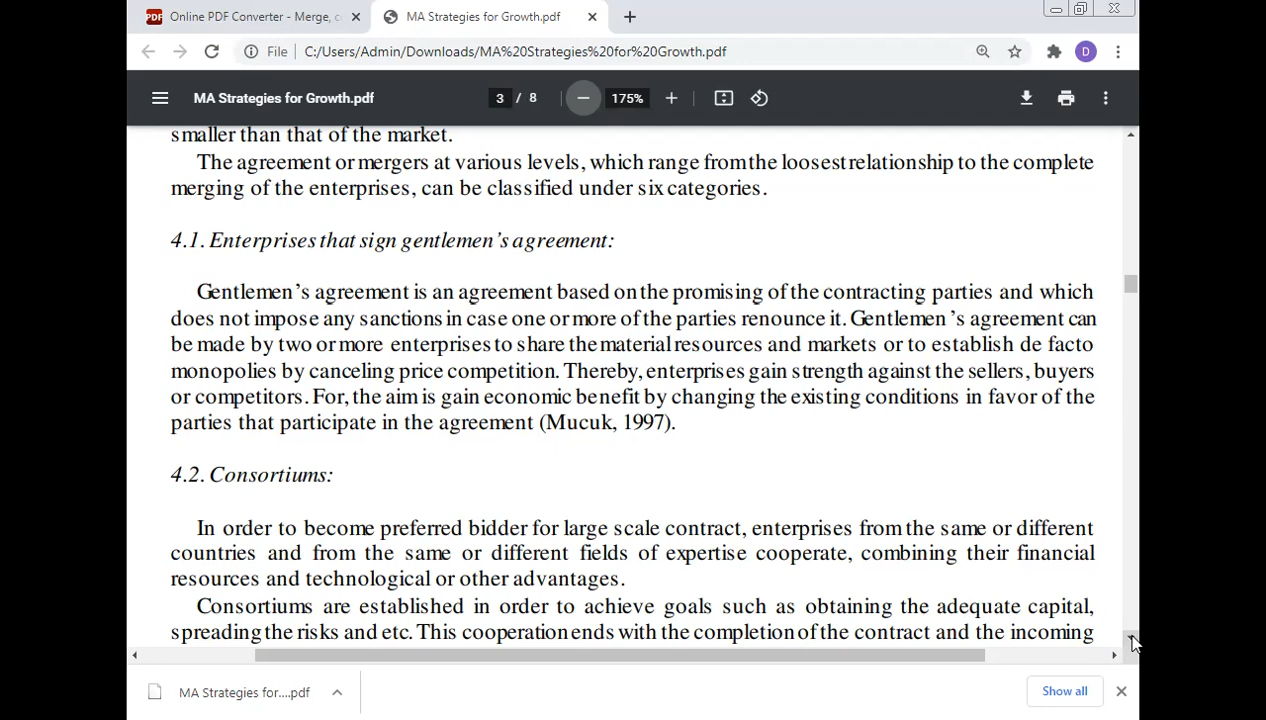 Online PDF Converter - Merge, c
MA Strategies for Growth.pdf
File
C:/Users/Admin/Downloads/MA%20Strategies%20for%20Growth.pdf
D
MA Strategies for Growth.pdf
3 / 8
175%
smaller than that of the market.
The agreement or mergers at various levels, which range from the loosest relationship to the complete
merging of the enterprises, can be classified under six categories.
4.1. Enterprises that sign gentlemen's agreement:
Gentlemen's agreement is an agreement based on the promising of the contracting parties and which
does not impose any sanctions in case one or more of the parties renounce it. Gentlemen 's agreement can
be made by two or more enterprises to share the material resources and markets or to establish de facto
monopolies by canceling price competition. Thereby, enterprises gain strength against the sellers, buyers
or competitors. For, the aim is gain economic benefit by changing the existing conditions in favor of the
parties that participate in the agreement (Mucuk, 1997).
4.2. Consortiums:
In order to become preferred bidder for large scale contract, enterprises from the same or different
countries and from the same or different fields of expertise cooperate, combining their financial
resources and technological or other advantages.
Consortiums are established in order to achieve goals such as obtaining the adequate capital,
spreading the risks and etc. This cooperation ends with the completion of the contract and the incoming
MA Strategies for....pdf
Show all